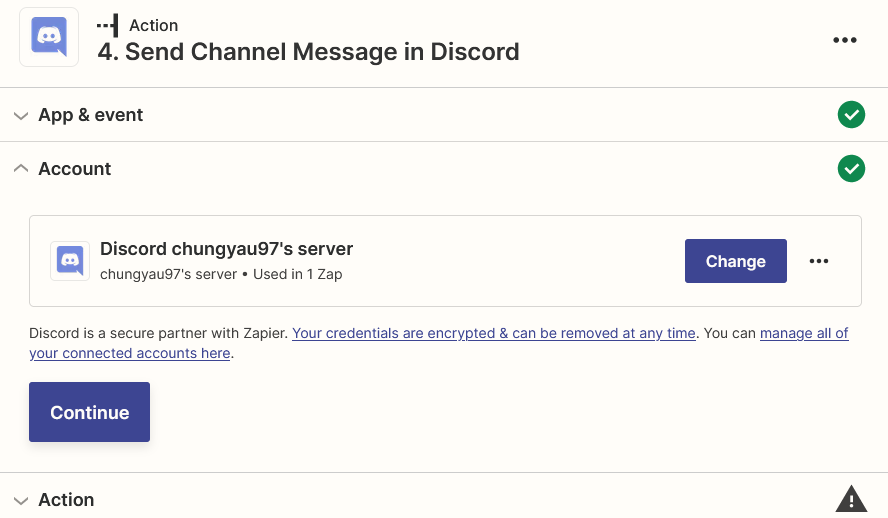 Action
4. Send Channel Message in Discord
App & event
Account
Discord chungyau97's server
chungyau97's server • Used in 1 Zap
Change
Discord is a secure partner with Zapier. Your credentials are encrypted & can be removed at any time. You can manage all of
your connected accounts here.
Continue
Action